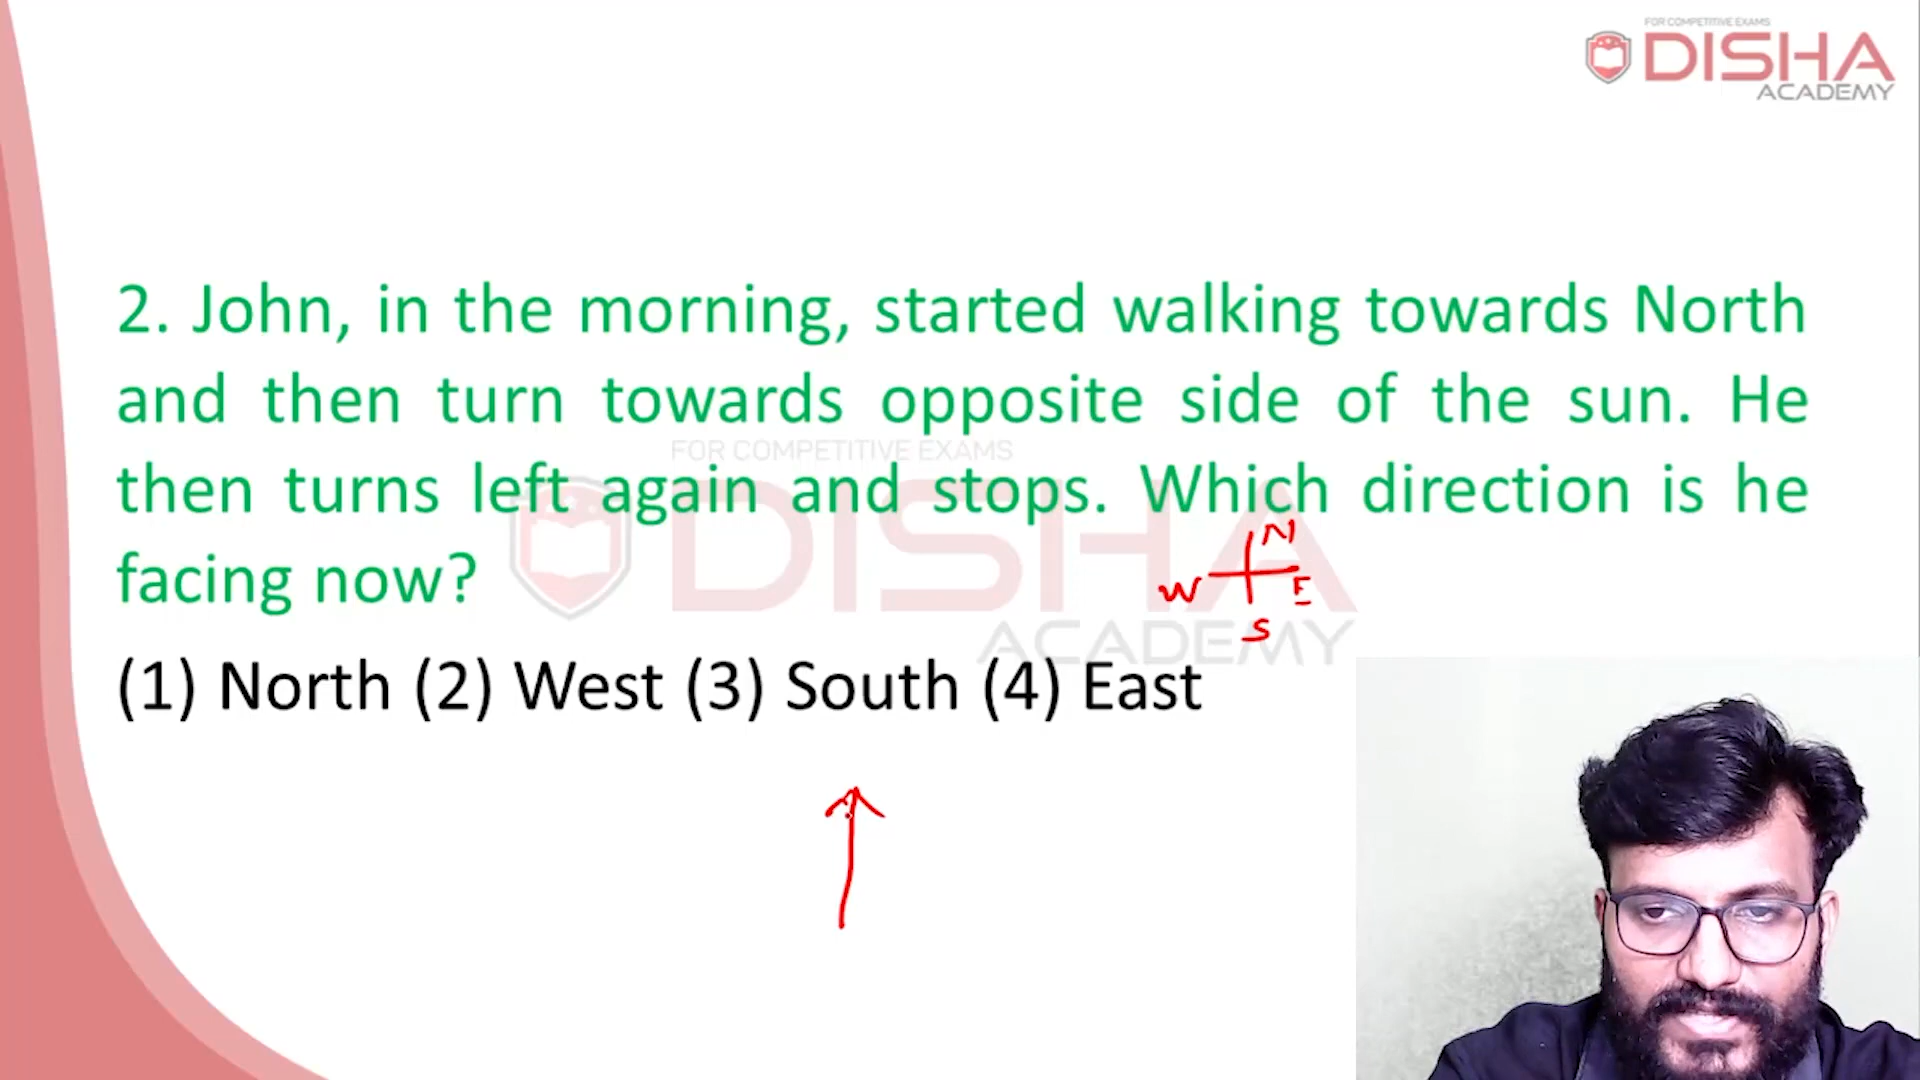 FOR COMPETITIVE EXAMS
DISHA
ACADEMY
2. John, in the morning, started walking towards North
and then turn towards opposite side of the sun. He
FOR COMPETITIVE EXAMS
then turns left again and stops. Which direction is he
DISHA
N
facing now?
W E
S
ACADEMY
(1) North (2) West (3) South (4) East